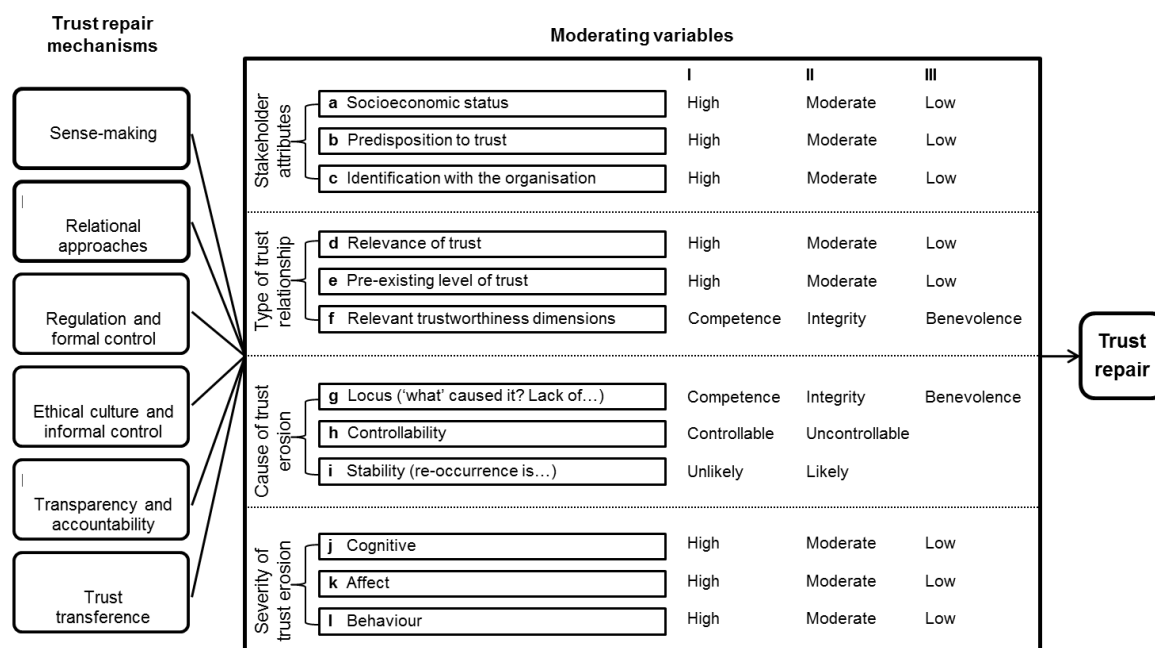 Trust repair
mechanisms
Sense-making
Relational
approaches
Regulation and
formal control
Ethical culture and
informal control
Transparency and
accountability
Trust
transference
Moderating variables
I II III
Stakeholder
attributes
a Socioeconomic status High Moderate Low
b Predisposition to trust High Moderate Low
c Identification with the organisation High Moderate Low
Type of trust
relationship
d Relevance of trust High Moderate Low
e Pre-existing level of trust High Moderate Low
f Relevant trustworthiness dimensions Competence Integrity Benevolence
Cause of trust
erosion
g Locus (‘what’ caused it? Lack of…) Competence Integrity Benevolence
h Controllability Controllable Uncontrollable
i Stability (re-occurrence is…) Unlikely Likely
Severity of
trust erosion
j Cognitive High Moderate Low
k Affect High Moderate Low
l Behaviour High Moderate Low
Trust
repair